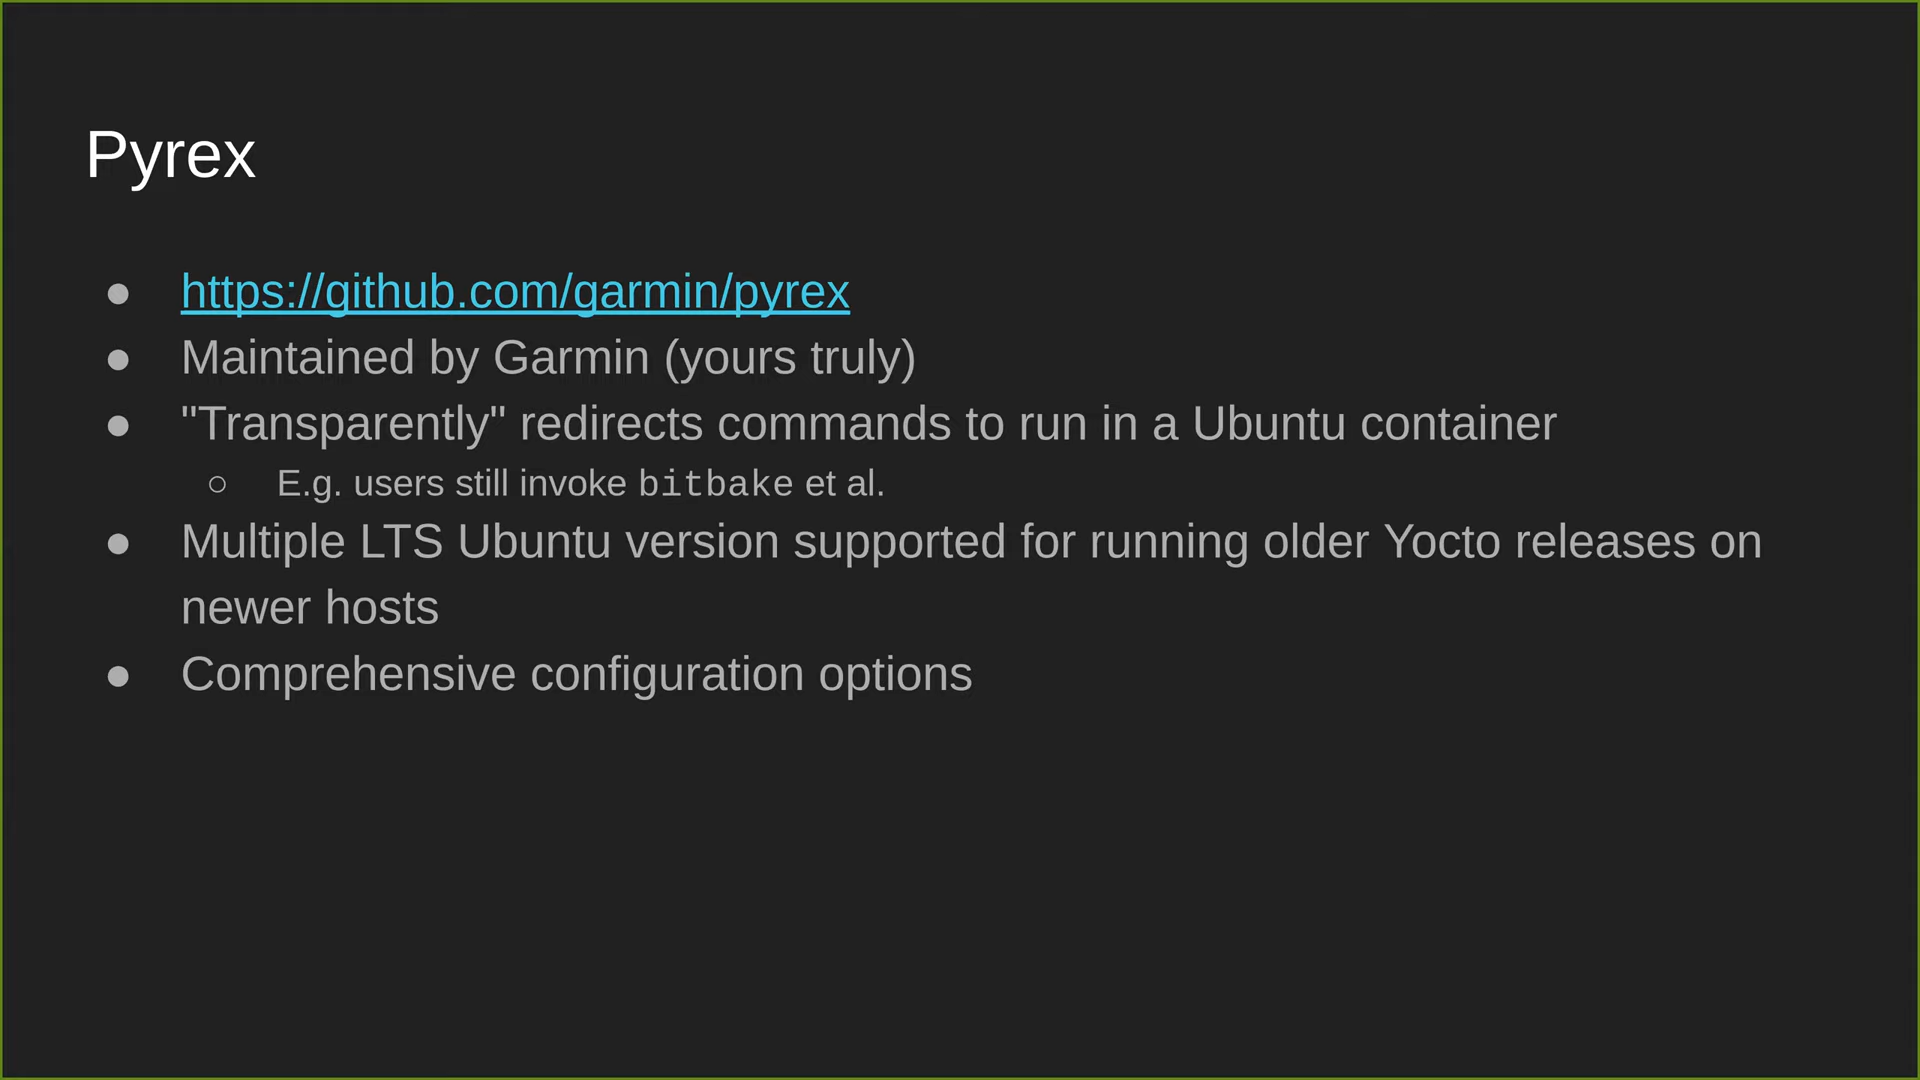 Pyrex
● https://github.com/garmin/pyrex
● Maintained by Garmin (yours truly)
● "Transparently" redirects commands to run in a Ubuntu container
○ E.g. users still invoke bitbake et al.
● Multiple LTS Ubuntu version supported for running older Yocto releases on
newer hosts
● Comprehensive configuration options